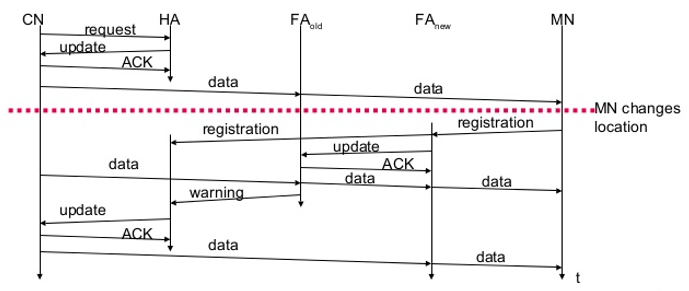 CN HA FAold FAnew MN
request
update
ACK
data data
MN changes
location
registration registration
update
ACK
data data data
warning
update
ACK
data data
t